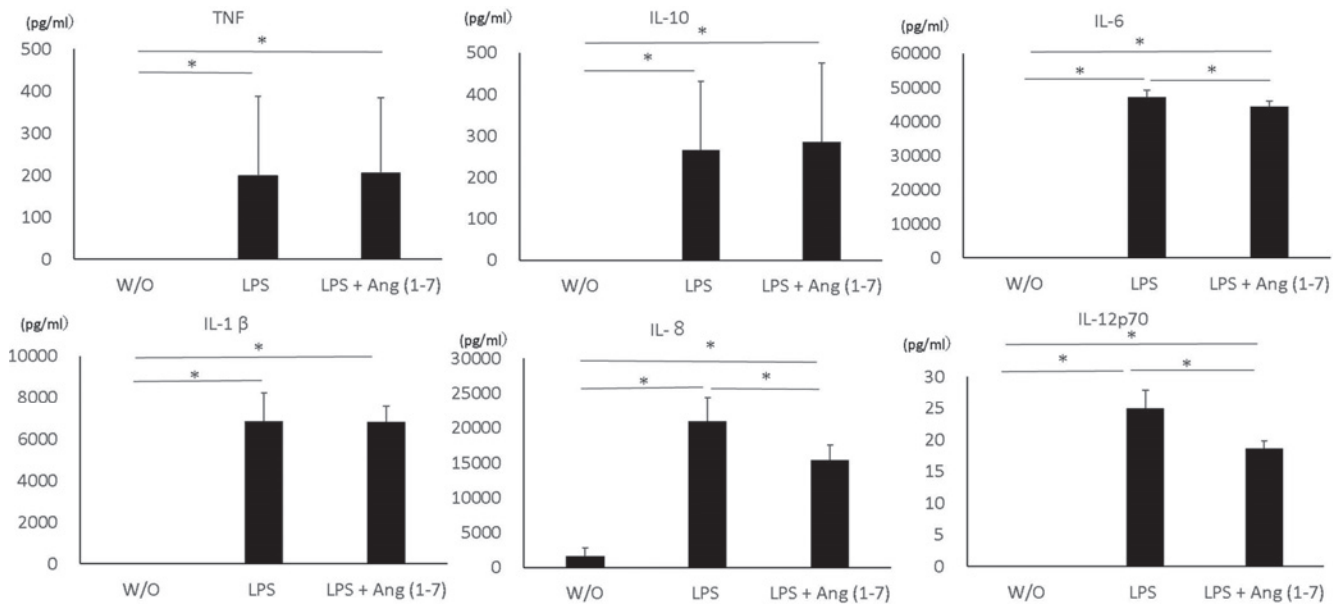 TNF
(pg/ml)
*
*
500
400
300
200
100
0
W/O LPS LPS + Ang (1-7)
IL-10
(pg/ml)
*
*
500
400
300
200
100
0
W/O LPS LPS + Ang (1-7)
IL-6
(pg/ml)
*
* *
60000
50000
40000
30000
20000
10000
0
W/O LPS LPS + Ang (1-7)
IL-1 β
(pg/ml)
*
*
10000
8000
6000
4000
2000
0
W/O LPS LPS + Ang (1-7)
IL- 8
(pg/ml)
*
* *
30000
25000
20000
15000
10000
5000
0
W/O LPS LPS + Ang (1-7)
IL-12p70
(pg/ml)
*
* *
30
25
20
15
10
5
0
W/O LPS LPS + Ang (1-7)